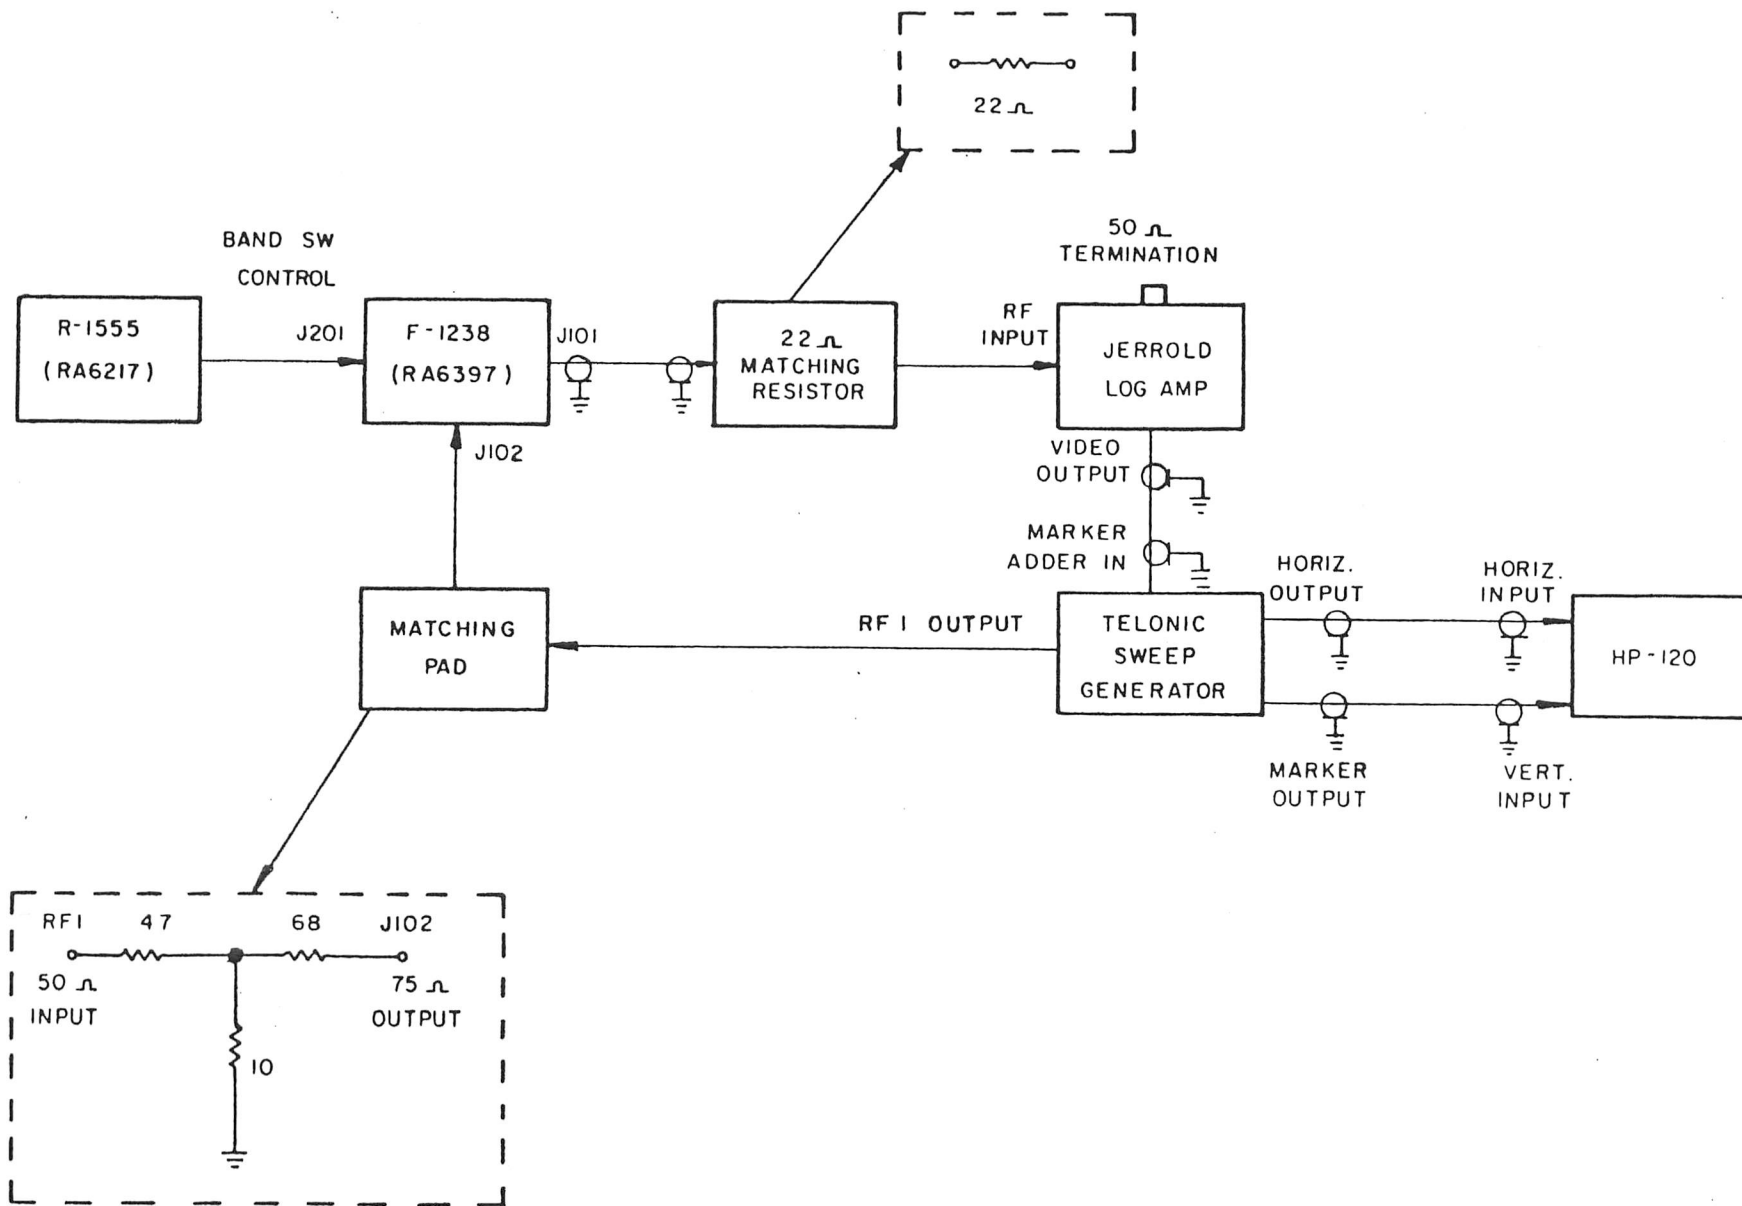 22 Ω
BAND SW
CONTROL
50 Ω
TERMINATION
R-1555
(RA6217)
J201
F-1238
(RA6397)
J101
22 Ω
MATCHING
RESISTOR
RF
INPUT
JERROLD
LOG AMP
J102
VIDEO
OUTPUT
MARKER
ADDER IN
MATCHING
PAD
RF I OUTPUT
TELONIC
SWEEP
GENERATOR
HORIZ.
OUTPUT
HORIZ.
INPUT
HP-120
MARKER
OUTPUT
VERT.
INPUT
RF1 47 68 J102
50 Ω
INPUT
75 Ω
OUTPUT
10